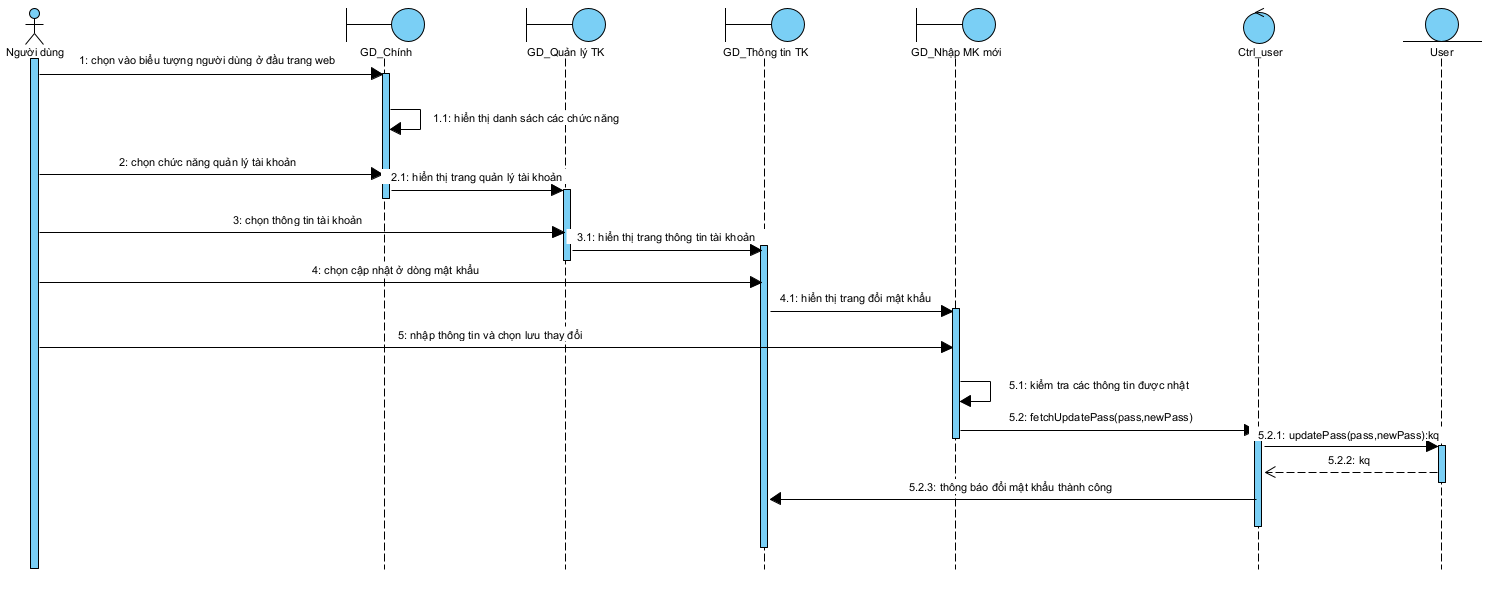 Người dùng
GD_Chính
GD_Quản lý TK
GD_Thông tin TK
GD_Nhập MK mới
Ctrl_user
User
1: chọn vào biểu tượng người dùng ở đầu trang web
1.1: hiển thị danh sách các chức năng
2: chọn chức năng quản lý tài khoản
2.1: hiển thị trang quản lý tài khoản
3: chọn thông tin tài khoản
3.1: hiển thị trang thông tin tài khoản
4: chọn cập nhật ở dòng mật khẩu
4.1: hiển thị trang đổi mật khẩu
5: nhập thông tin và chọn lưu thay đổi
5.1: kiểm tra các thông tin được nhật
5.2: fetchUpdatePass(pass,newPass)
5.2.1: updatePass(pass,newPass):kq
5.2.2: kq
5.2.3: thông báo đổi mật khẩu thành công